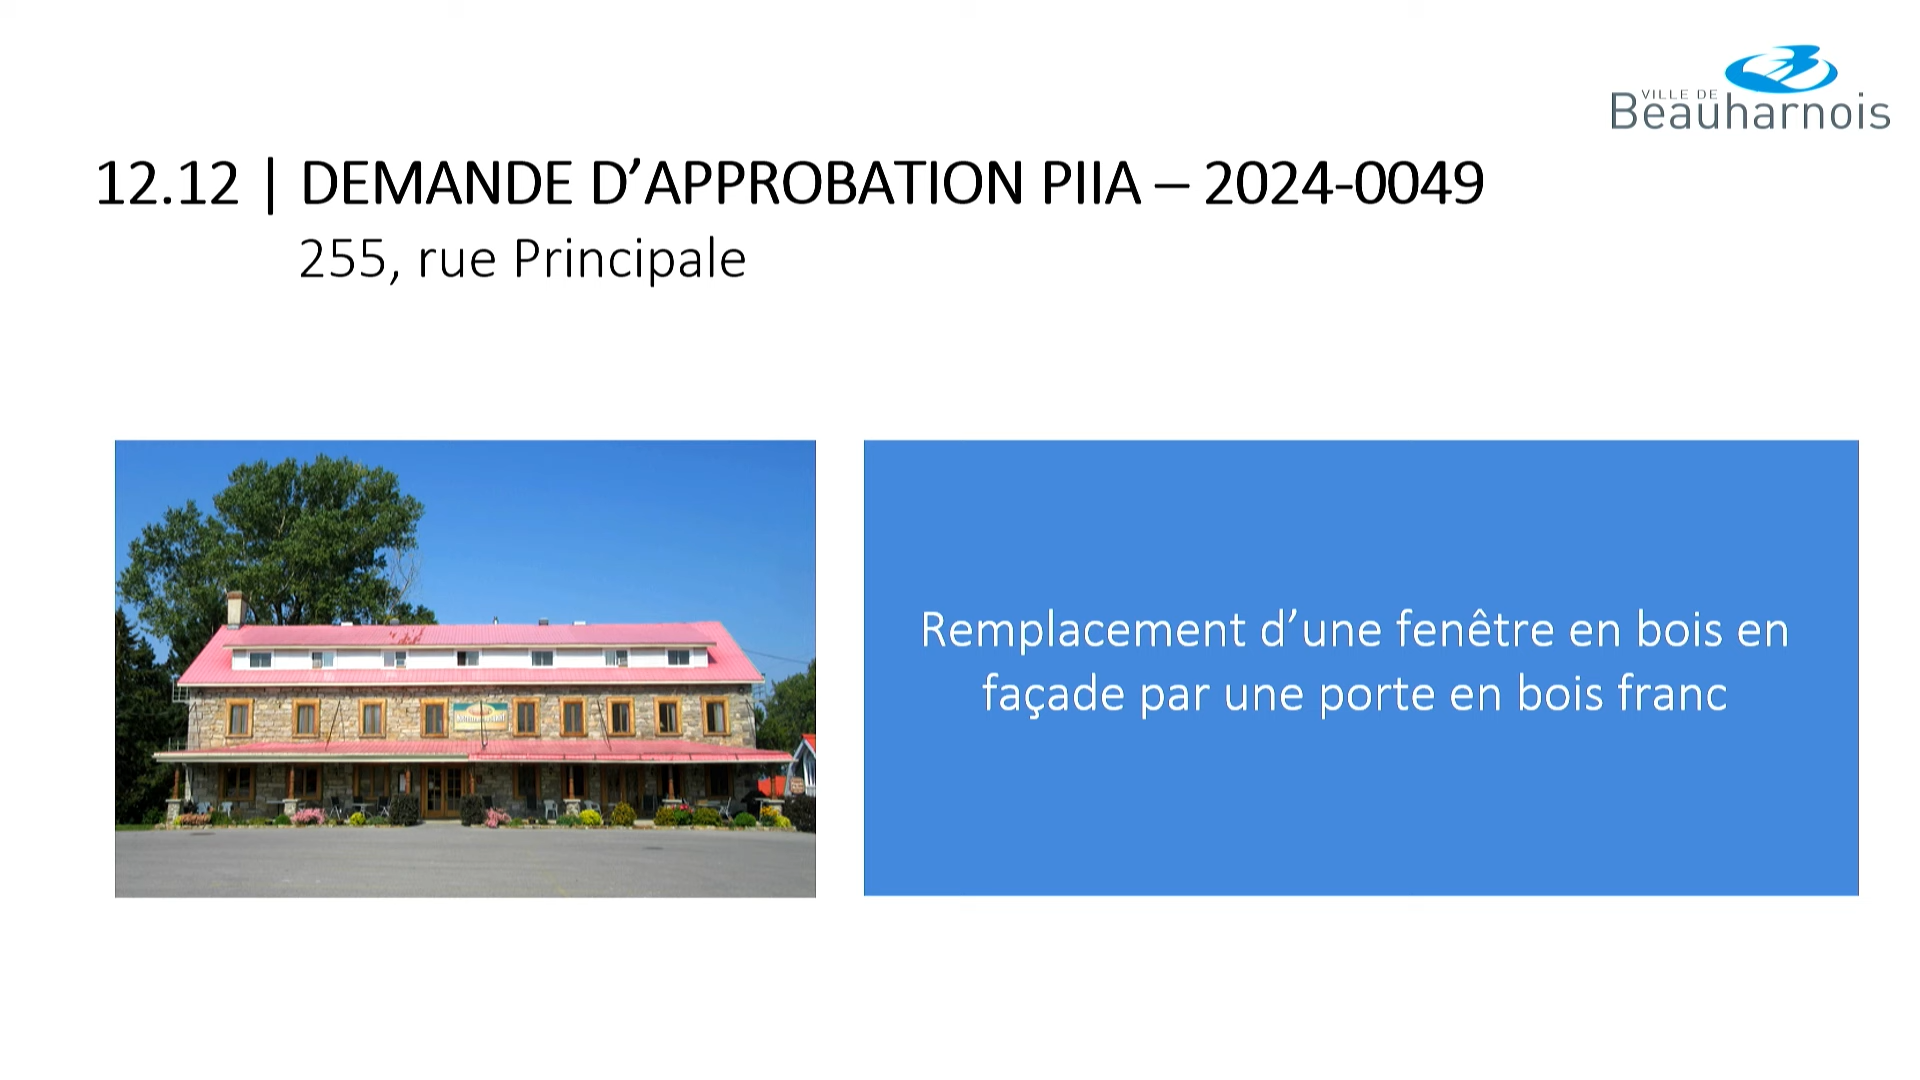 VILLE DE
Beauharnois
12.12 | DEMANDE D’APPROBATION PIIA – 2024-0049
255, rue Principale
Remplacement d’une fenêtre en bois en
façade par une porte en bois franc